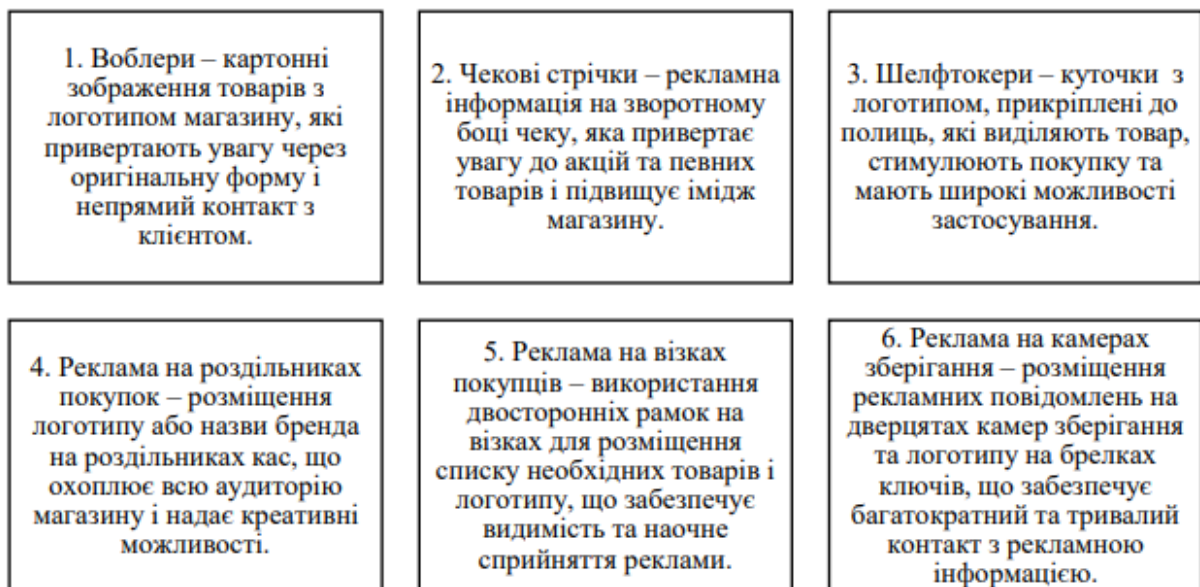 1. Воблери – картонні
зображення товарів з
логотипом магазину, які
привертають увагу через
оригінальну форму і
непрямий контакт з
клієнтом.
2. Чекові стрічки – рекламна
інформація на зворотному
боці чеку, яка привертає
увагу до акцій та певних
товарів і підвищує імідж
магазину.
3. Шелфтокери – куточки з
логотипом, прикріплені до
полиць, які виділяють товар,
стимулюють покупку та
мають широкі можливості
застосування.
4. Реклама на роздільниках
покупок – розміщення
логотипу або назви бренда
на роздільниках кас, що
охоплює всю аудиторію
магазину і надає креативні
можливості.
5. Реклама на візках
покупців – використання
двосторонніх рамок на
візках для розміщення
списку необхідних товарів і
логотипу, що забезпечує
видимість та наочне
сприйняття реклами.
6. Реклама на камерах
зберігання – розміщення
рекламних повідомлень на
дверцятах камер зберігання
та логотипу на брелках
ключів, що забезпечує
багатократний та тривалий
контакт з рекламною
інформацією.